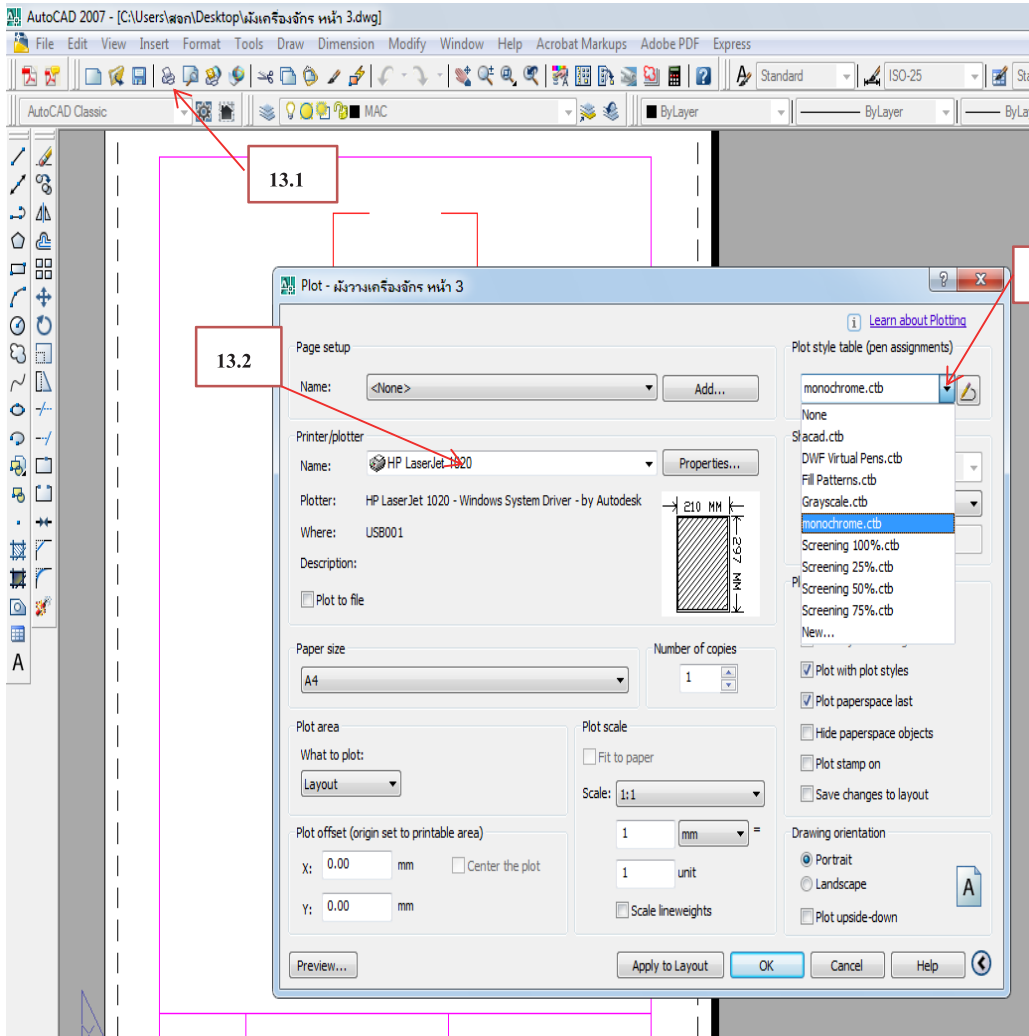 AutoCAD 2007 - [C:\Users\สอก\Desktop\ผังเครื่องจักร หน้า 3.dwg]
File Edit View Insert Format Tools Draw Dimension Modify Window Help Acrobat Markups Adobe PDF Express
Standard ISO-25
AutoCAD Classic MAC ByLayer ByLayer
13.1
Plot - ผังวางเครื่องจักร หน้า 3
Learn about Plotting
13.2
Page setup
Name: <None> Add...
Plot style table (pen assignments)
monochrome.ctb
None
acad.ctb
DWF Virtual Pens.ctb
Fill Patterns.ctb
Grayscale.ctb
monochrome.ctb
Screening 100%.ctb
Screening 25%.ctb
Screening 50%.ctb
Screening 75%.ctb
New...
Printer/plotter
Name: HP LaserJet 1020 Properties...
Plotter: HP LaserJet 1020 - Windows System Driver - by Autodesk
Where: USB001
Description:
Plot to file
210 MM
297 MM
Paper size
A4
Number of copies
1
Plot with plot styles
Plot paperspace last
Hide paperspace objects
Plot stamp on
Save changes to layout
Plot area
What to plot:
Layout
Plot scale
Fit to paper
Scale: 1:1
1 mm =
1 unit
Scale lineweights
Plot offset (origin set to printable area)
X: 0.00 mm Center the plot
Y: 0.00 mm
Drawing orientation
Portrait
Landscape
Plot upside-down
A
Preview... Apply to Layout OK Cancel Help
A